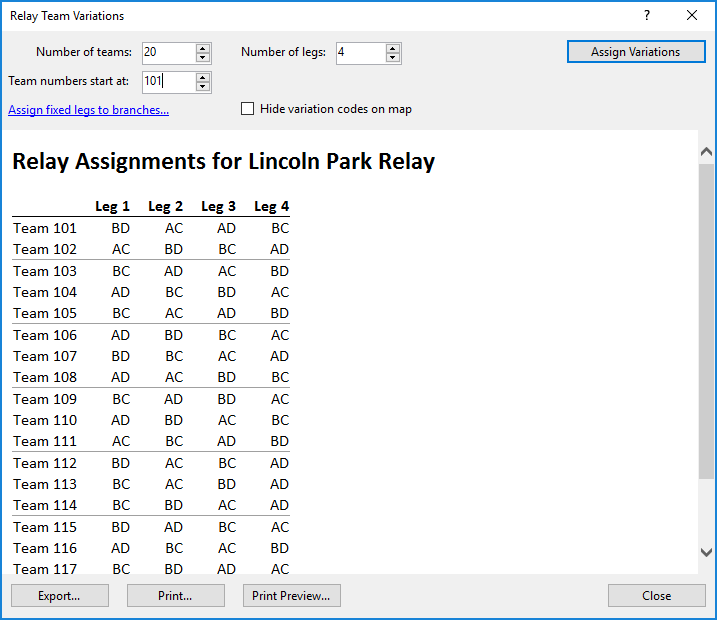 Relay Team Variations
Number of teams: 20 Number of legs: 4 Assign Variations
Team numbers start at: 101
Assign fixed legs to branches... Hide variation codes on map
Relay Assignments for Lincoln Park Relay
Leg 1 Leg 2 Leg 3 Leg 4
Team 101 BD AC AD BC
Team 102 AC BD BC AD
Team 103 BC AD AC BD
Team 104 AD BC BD AC
Team 105 BC AC AD BD
Team 106 AD BD BC AC
Team 107 BD BC AC AD
Team 108 AD AC BD BC
Team 109 BC AD BD AC
Team 110 AD BD AC BC
Team 111 AC BC AD BD
Team 112 BD AC BC AD
Team 113 BC AC BD AD
Team 114 BC BD AC AD
Team 115 BD AD BC AC
Team 116 AD BC AC BD
Team 117 BC BD AD AC
Export... Print... Print Preview... Close